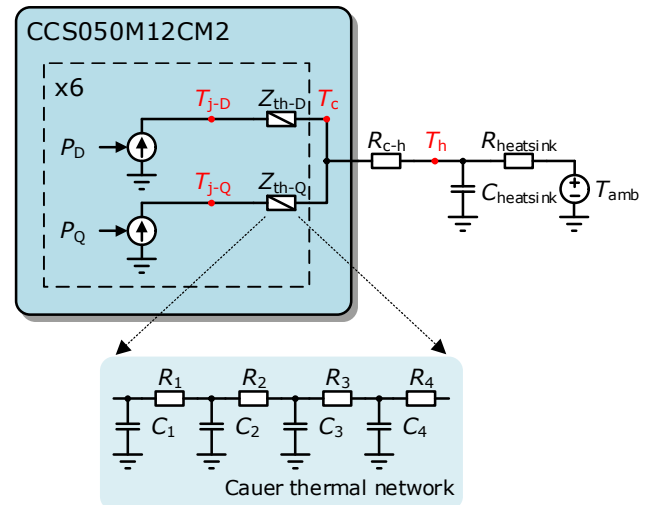 CCS050M12CM2
x6
T_j-D Z_th-D T_c
P_D
R_c-h T_h R_heatsink
T_j-Q Z_th-Q
C_heatsink T_amb
P_Q
R_1 R_2 R_3 R_4
C_1 C_2 C_3 C_4
Cauer thermal network